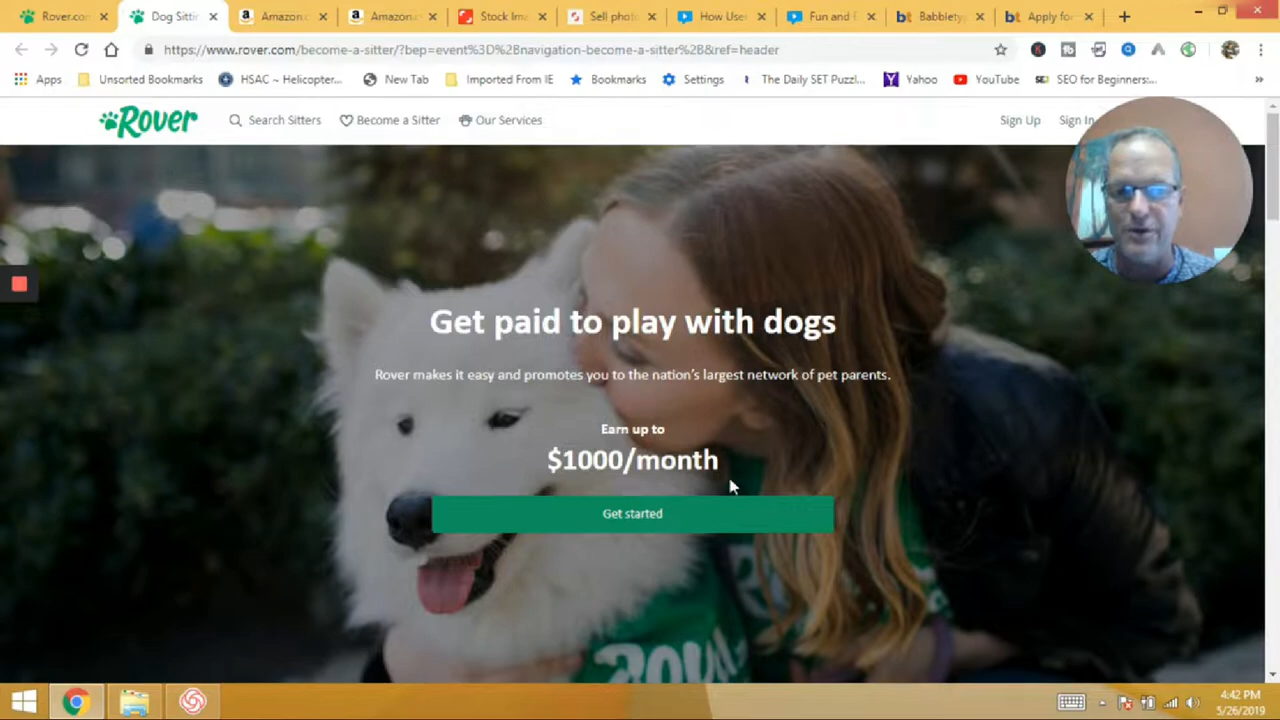 Rover.com
Dog Sittin
Amazon.c
Amazon.c
Stock Ima
Sell photo
How User
Fun and E
Babblety
Apply for
https://www.rover.com/become-a-sitter/?bep=event%3D%2Bnavigation-become-a-sitter%2B&ref=header
Apps
Unsorted Bookmarks
HSAC ~ Helicopter...
New Tab
Imported From IE
Bookmarks
Settings
The Daily SET Puzzl...
Yahoo
YouTube
SEO for Beginners:...
Rover
Search Sitters
Become a Sitter
Our Services
Sign Up
Sign In
Get paid to play with dogs
Rover makes it easy and promotes you to the nation's largest network of pet parents.
Earn up to
$1000/month
Get started
4:42 PM
5/26/2019